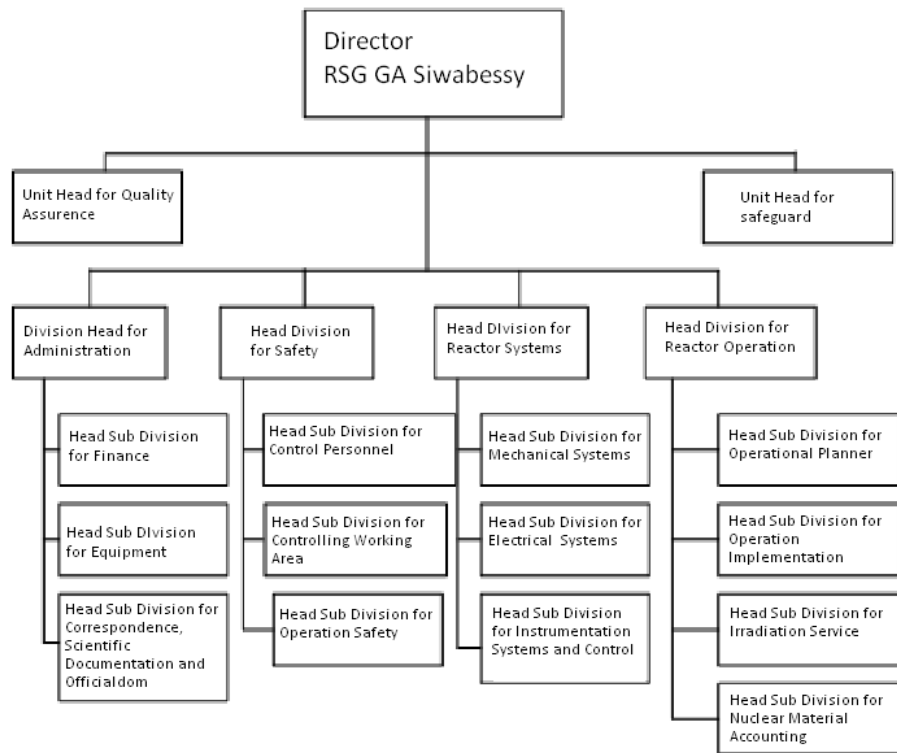 Director
RSG GA Siwabessy
Unit Head for Quality
Assurence
Unit Head for
safeguard
Division Head for
Administration
Head Division
for Safety
Head DIvision for
Reactor Systems
Head Division for
Reactor Operation
Head Sub Division
for Finance
Head Sub DIvision
for Equipment
Head Sub Division for
Correspondence,
Scientific
Documentation and
Officialdom
Head Sub Division for
Control Personnel
Head Sub Division for
Controlling Working
Area
Head Sub Division for
Operation Safety
Head Sub Division for
Mechanical Systems
Head Sub Division for
Electrical Systems
Head Sub Division
for Instrumentation
Systems and Control
Head Sub Division for
Operational Planner
Head Sub Division for
Operation
Implementation
Head Sub Division for
Irradiation Service
Head Sub Division for
Nuclear Material
Accounting